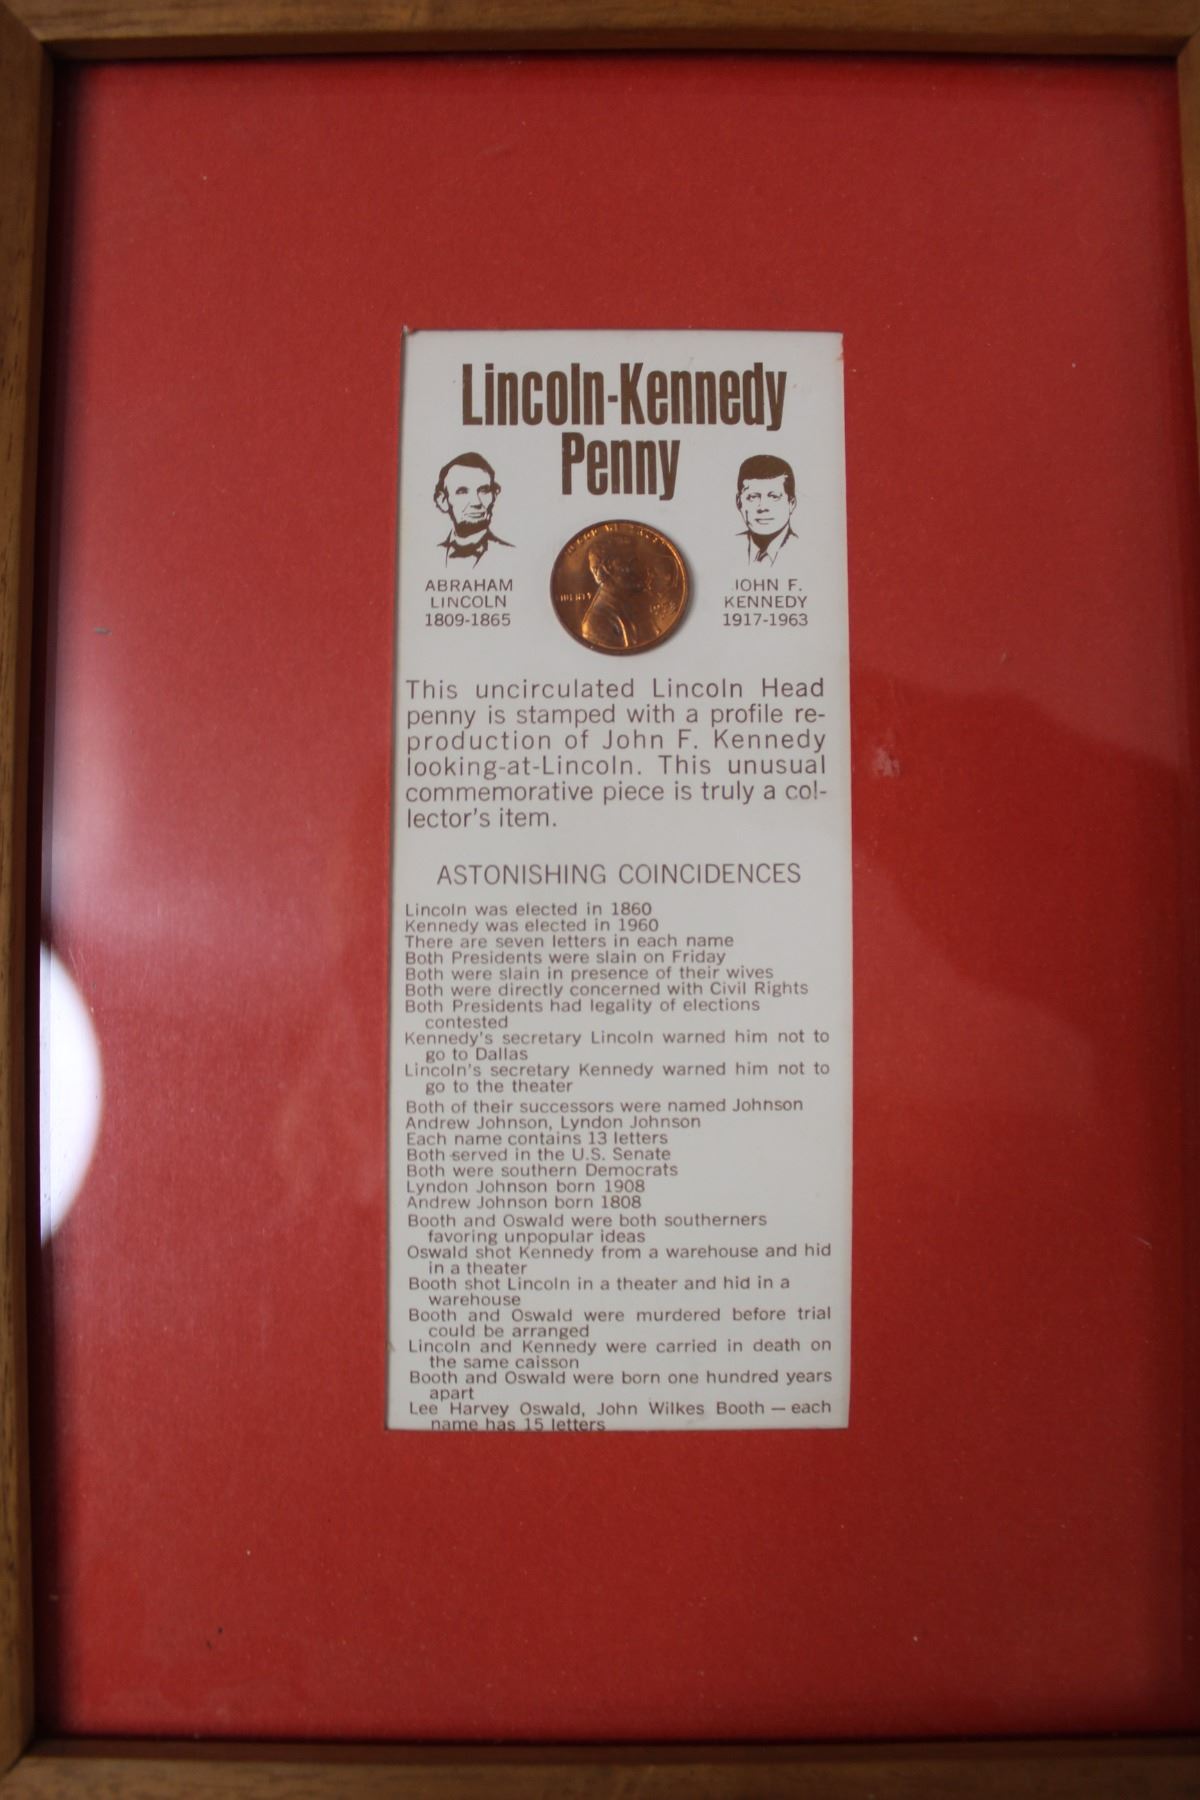 Lincoln-Kennedy
Penny
ABRAHAM
LINCOLN
1809-1865
JOHN F.
KENNEDY
1917-1963
LIBERTY
This uncirculated Lincoln Head
penny is stamped with a profile re-
production of John F. Kennedy
looking-at-Lincoln. This unusual
commemorative piece is truly a col-
lector's item.
ASTONISHING COINCIDENCES
Lincoln was elected in 1860
Kennedy was elected in 1960
There are seven letters in each name
Both Presidents were slain on Friday
Both were slain in presence of their wives
Both were directly concerned with Civil Rights
Both Presidents had legality of elections
contested
Kennedy's secretary Lincoln warned him not to
go to Dallas
Lincoln's secretary Kennedy warned him not to
go to the theater
Both of their successors were named Johnson
Andrew Johnson, Lyndon Johnson
Each name contains 13 letters
Both served in the U.S. Senate
Both were southern Democrats
Lyndon Johnson born 1908
Andrew Johnson born 1808
Booth and Oswald were both southerners
favoring unpopular ideas
Oswald shot Kennedy from a warehouse and hid
in a theater
Booth shot Lincoln in a theater and hid in a
warehouse
Booth and Oswald were murdered before trial
could be arranged
Lincoln and Kennedy were carried in death on
the same caisson
Booth and Oswald were born one hundred years
apart
Lee Harvey Oswald, John Wilkes Booth — each
name has 15 letters